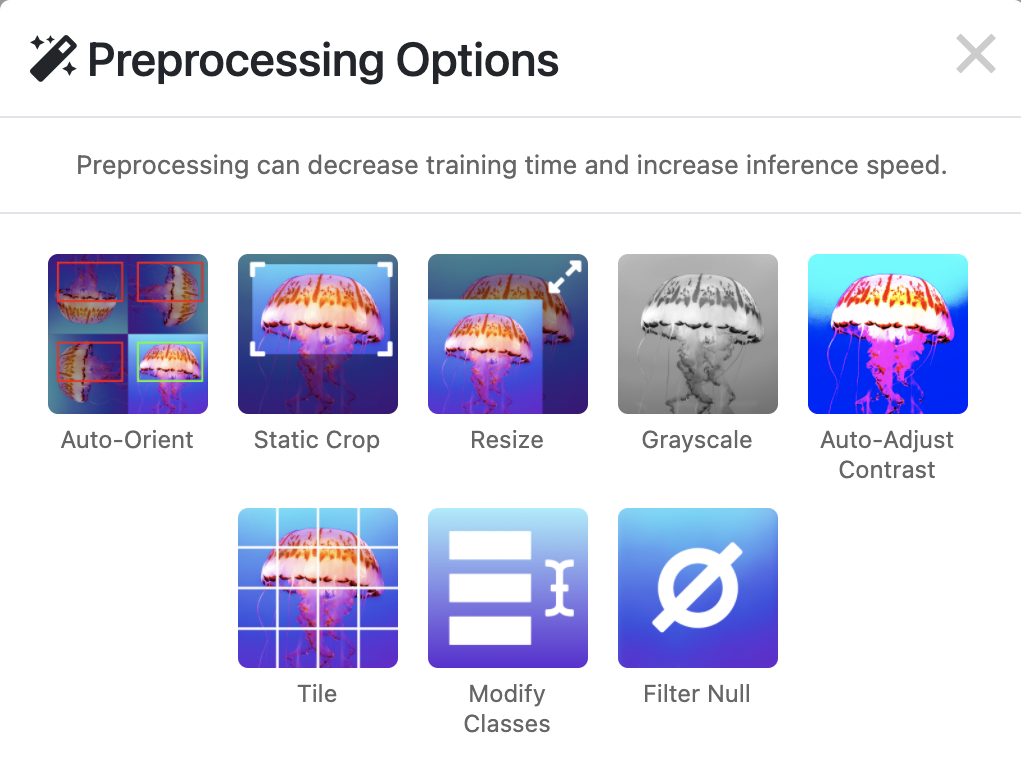 Preprocessing Options
Preprocessing can decrease training time and increase inference speed.
Auto-Orient
Static Crop
Resize
Grayscale
Auto-Adjust
Contrast
Tile
Modify
Classes
Filter Null